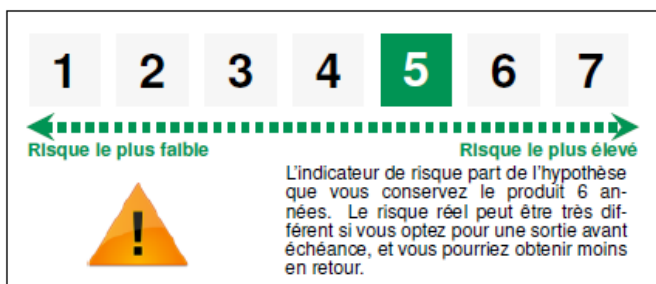 1 2 3 4 5 6 7
Risque le plus faible Risque le plus élevé
L'indicateur de risque part de l'hypothèse
que vous conservez le produit 6 an-
nées. Le risque réel peut être très dif-
férent si vous optez pour une sortie avant
échéance, et vous pourriez obtenir moins
en retour.
!